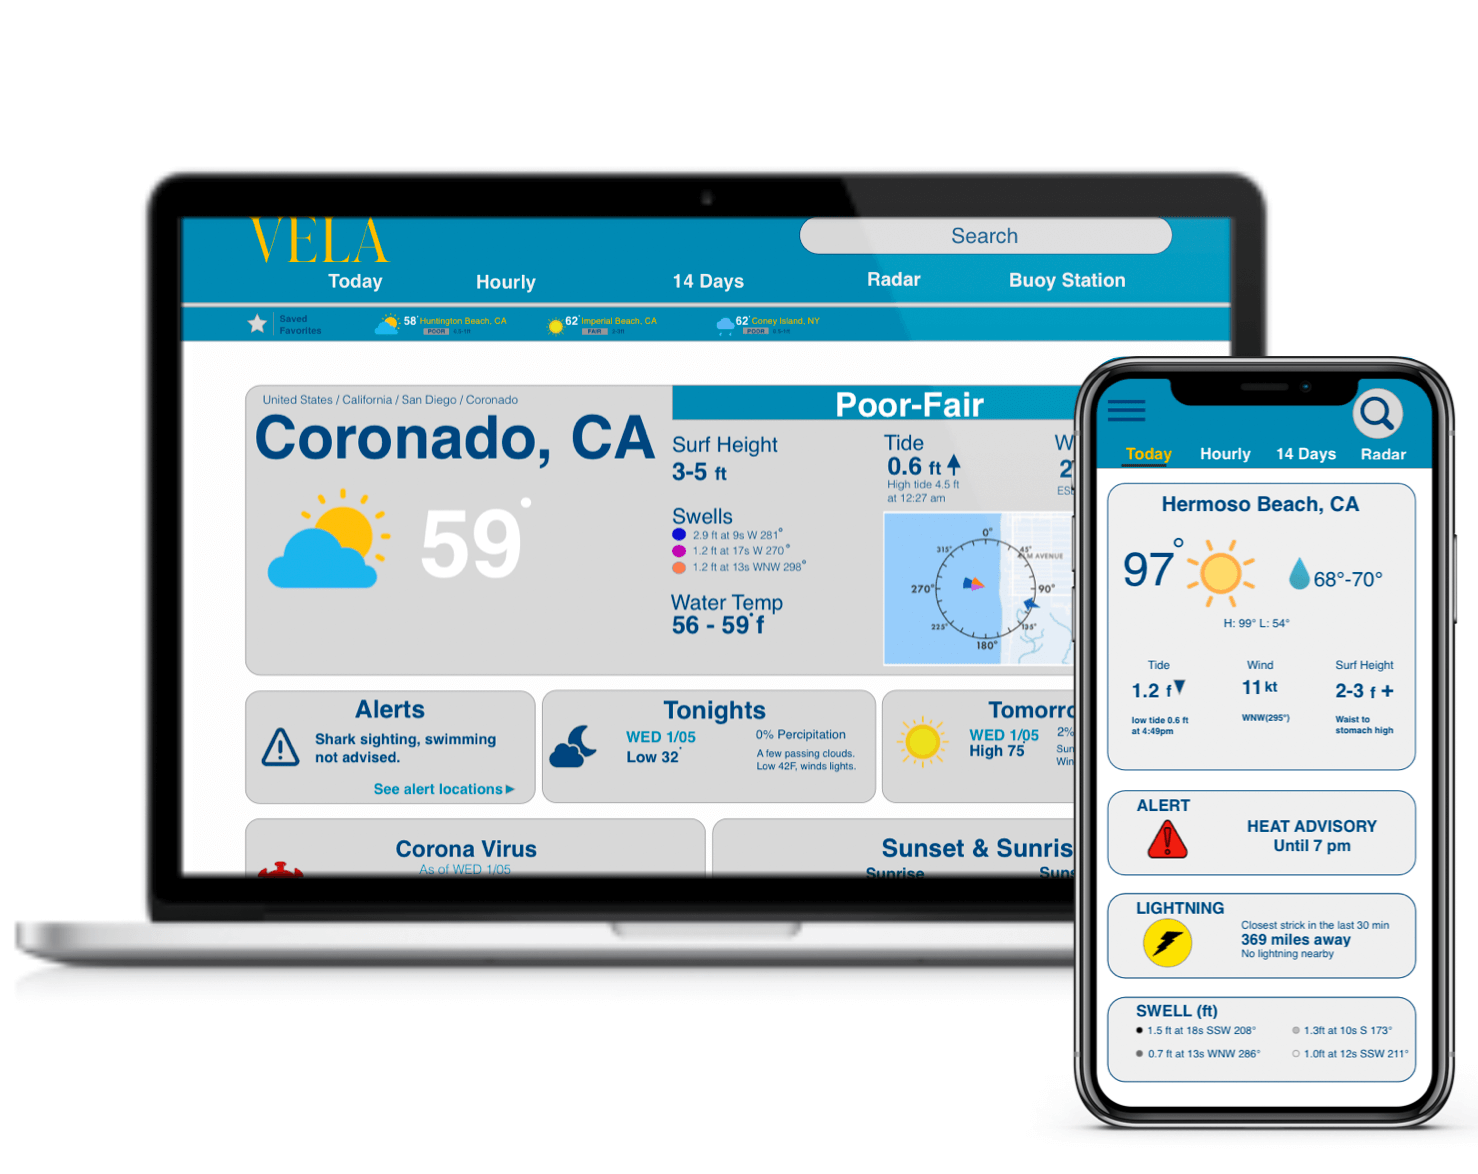 VELA
Search
Today Hourly 14 Days Radar Buoy Station
Saved
Favorites
58° Huntington Beach, CA
POOR
62° Imperial Beach, CA
FAIR
62° Coney Island, NY
POOR
United States / California / San Diego / Coronado
Coronado, CA
59°
Poor-Fair
Surf Height
3-5 ft
Tide
0.6 ft
High tide 4.5 ft
at 12:27 am
Swells
2.9 ft at 9s W 281°
1.2 ft at 17s W 270°
1.2 ft at 13s WNW 298°
Water Temp
56 - 59°f
0°
45°
90°
135°
180°
225°
270°
315°
AVENUE
Alerts
Shark sighting, swimming
not advised.
See alert locations
Tonights
WED 1/05
Low 32°
0% Percipitation
A few passing clouds.
Low 42F, winds lights.
WED 1/05
High 75°
2%
Corona Virus
As of WED 1/05
Sunset &
Sunrise
Today Hourly 14 Days Radar
Hermoso Beach, CA
97°
68°-70°
H: 99° L: 54°
Tide
1.2 f
low tide 0.6 ft
at 4:49pm
Wind
11 kt
WNW(295°)
Surf Height
2-3 f +
Waist to
stomach high
ALERT
HEAT ADVISORY
Until 7 pm
LIGHTNING
Closest strick in the last 30 min
369 miles away
No lightning nearby
SWELL (ft)
1.5 ft at 18s SSW 208°
1.3ft at 10s S 173°
0.7 ft at 13s WNW 286°
1.0ft at 12s SSW 211°